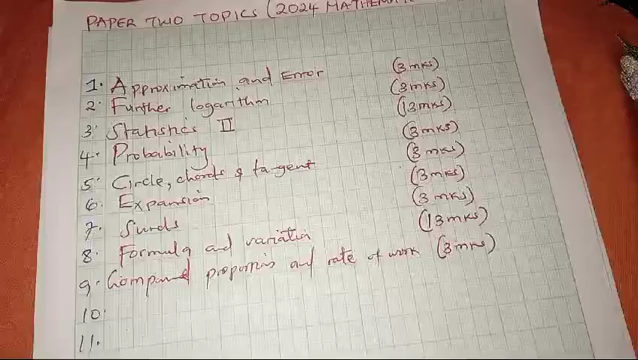 PAPER TWO TOPICS (2024 MATHEMA
1. Approximation and Error (3mks)
2. Further logarithm (3mks)
3. Statistics II (13mks)
4. Probability (3mks)
5. Circle, chords & tangent (3mks)
6. Expansion (3mks)
7. Surds (3mks)
8. Formula and variation (13mks)
9. Compound proportion and rate of work (3mks)
10.
11.